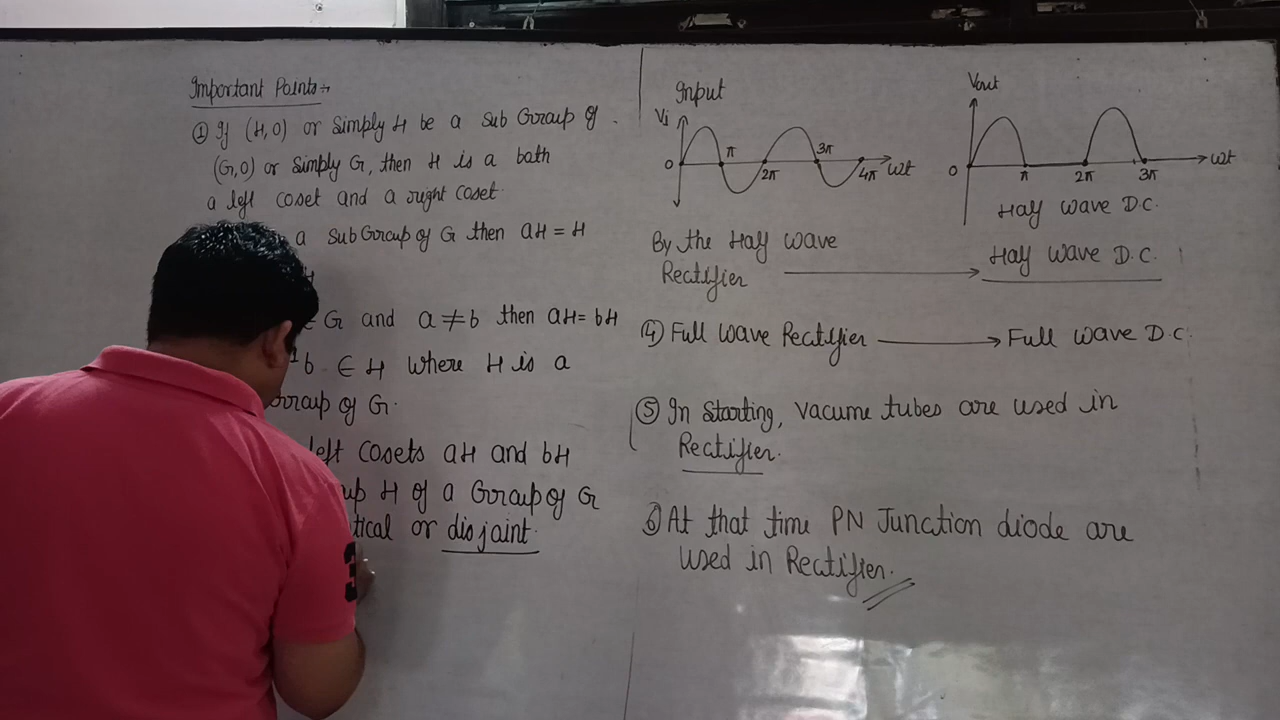 Important Points:→
① If (H,0) or Simply H be a Sub Group of
(G,0) or Simply G, then H is a both
a left coset and a right coset
a Sub Group of G then aH = H
H
∈ G and a ≠ b then aH = bH
b ∈ H Where H is a
Group of G.
left Cosets aH and bH
up H of a Group of G
tical or disjoint.
3
Input
Vi
0
π
2π
3π
4π
wt
Vout
0
π
2π
3π
wt
Half wave D.C.
By the Half wave
Rectifier → Half wave D.C.
④ Full wave Rectifier → Full wave D.C.
⑤ In Starting, vacume tubes are used in
Rectifier.
⑥ At that time PN Junction diode are
used in Rectifier.